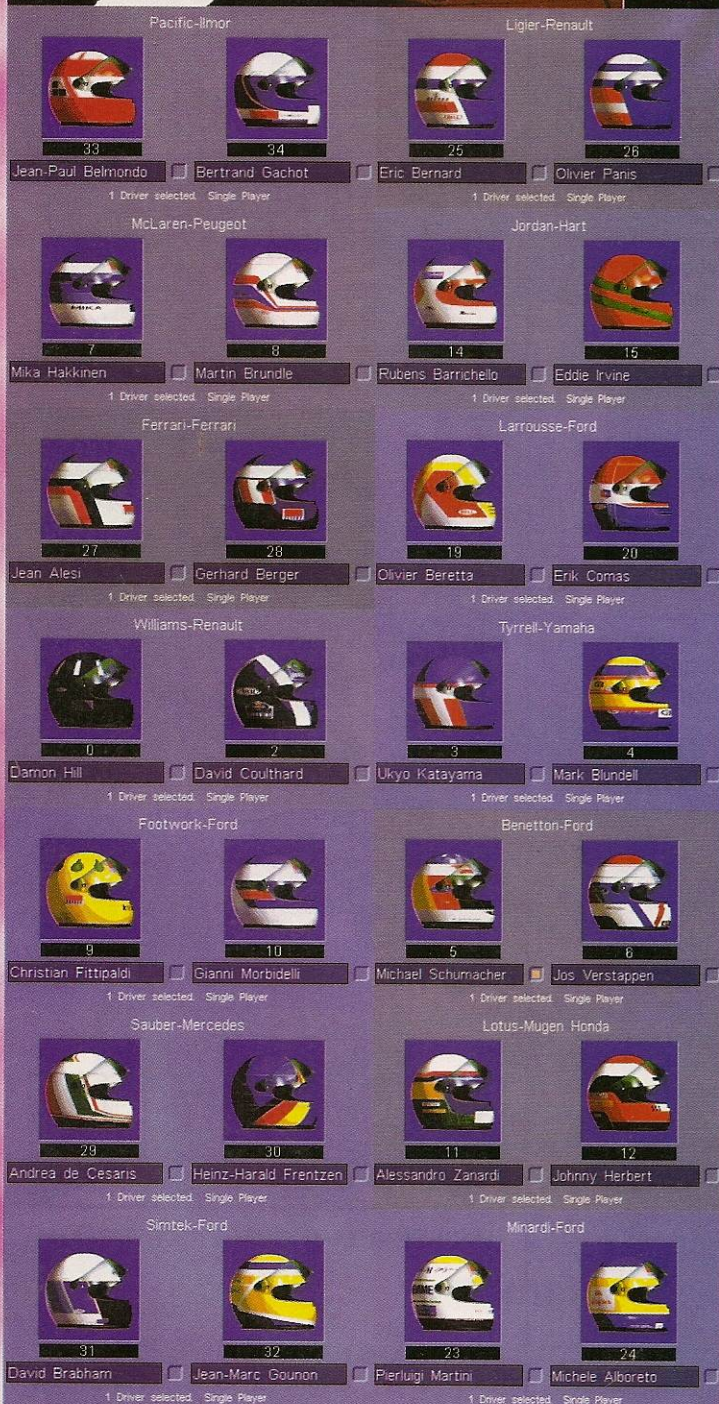 Pacific-Ilmor
33 34
Jean-Paul Belmondo Bertrand Gachot
1 Driver selected. Single Player
Ligier-Renault
25 26
Eric Bernard Olivier Panis
1 Driver selected. Single Player
McLaren-Peugeot
MIKA
7 8
Mika Hakkinen Martin Brundle
1 Driver selected. Single Player
Jordan-Hart
14 15
Rubens Barrichello Eddie Irvine
1 Driver selected. Single Player
Ferrari-Ferrari
27 28
Jean Alesi Gerhard Berger
1 Driver selected. Single Player
Larrousse-Ford
19 20
Olivier Beretta Erik Comas
1 Driver selected. Single Player
Williams-Renault
0 2
Damon Hill David Coulthard
1 Driver selected. Single Player
Tyrrell-Yamaha
3 4
Ukyo Katayama Mark Blundell
1 Driver selected. Single Player
Footwork-Ford
9 10
Christian Fittipaldi Gianni Morbidelli
1 Driver selected. Single Player
Benetton-Ford
5 6
Michael Schumacher Jos Verstappen
1 Driver selected. Single Player
Sauber-Mercedes
29 30
Andrea de Cesaris Heinz-Harald Frentzen
1 Driver selected. Single Player
Lotus-Mugen Honda
11 12
Alessandro Zanardi Johnny Herbert
1 Driver selected. Single Player
Simtek-Ford
31 32
David Brabham Jean-Marc Gounon
1 Driver selected. Single Player
Minardi-Ford
23 24
Pierluigi Martini Michele Alboreto
1 Driver selected. Single Player